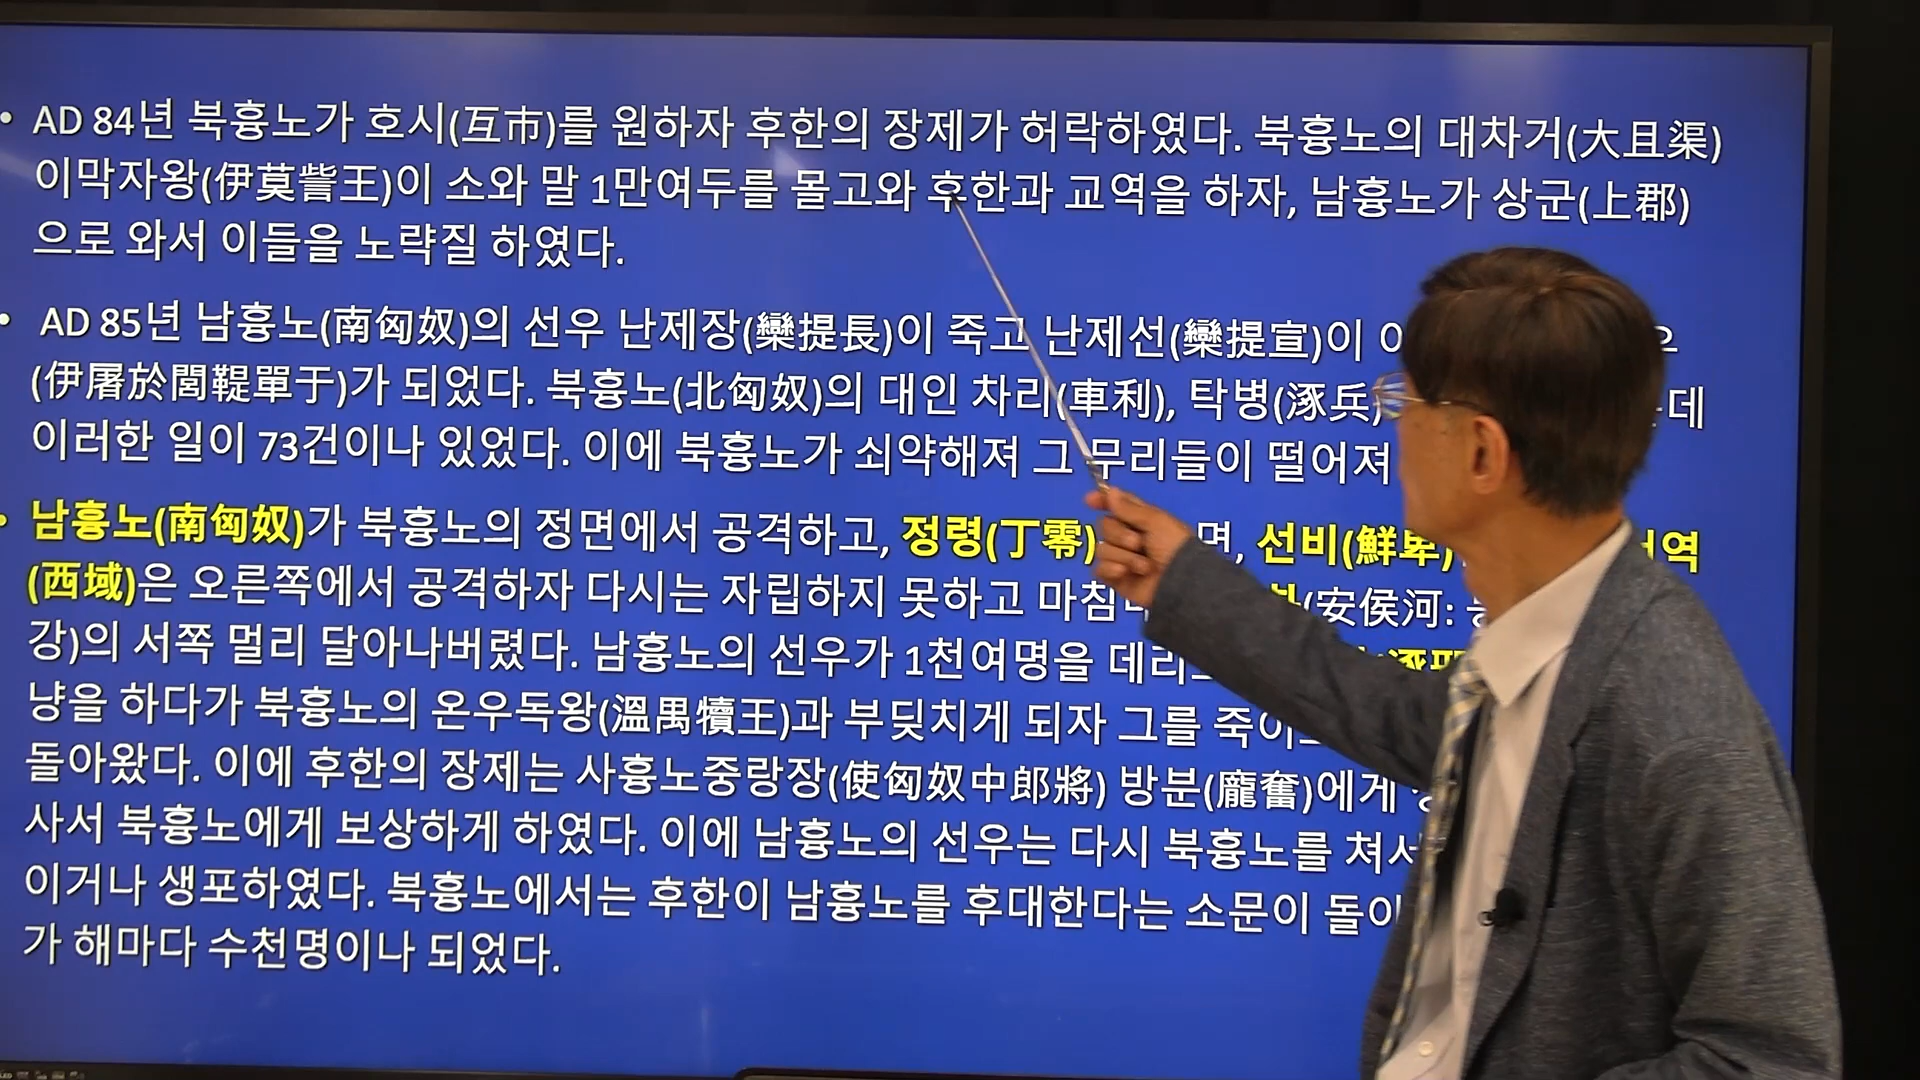 • AD 84년 북흉노가 호시(互市)를 원하자 후한의 장제가 허락하였다. 북흉노의 대차거(大且渠)
이막자왕(伊莫訾王)이 소와 말 1만여두를 몰고와 후한과 교역을 하자, 남흉노가 상군(上郡)
으로 와서 이들을 노략질 하였다.
• AD 85년 남흉노(南匈奴)의 선우 난제장(欒提長)이 죽고 난제선(欒提宣)이
(伊屠於閭鞮單于)가 되었다. 북흉노(北匈奴)의 대인 차리(車利), 탁병(涿兵)
이러한 일이 73건이나 있었다. 이에 북흉노가 쇠약해져 그 무리들이 떨어져
• 남흉노(南匈奴)가 북흉노의 정면에서 공격하고, 정령(丁零) 면, 선비(鮮卑)
(西域)은 오른쪽에서 공격하자 다시는 자립하지 못하고 (安侯河:
강)의 서쪽 멀리 달아나버렸다. 남흉노의 선우가 1천여명을
냥을 하다가 북흉노의 온우독왕(溫禺犢王)과 부딪치게 되자 그를
돌아왔다. 이에 후한의 장제는 사흉노중랑장(使匈奴中郎將) 방분(龐奮)에게
사서 북흉노에게 보상하게 하였다. 이에 남흉노의 선우는 다시 북흉노를 쳐서
이거나 생포하였다. 북흉노에서는 후한이 남흉노를 후대한다는 소문이
가 해마다 수천명이나 되었다.